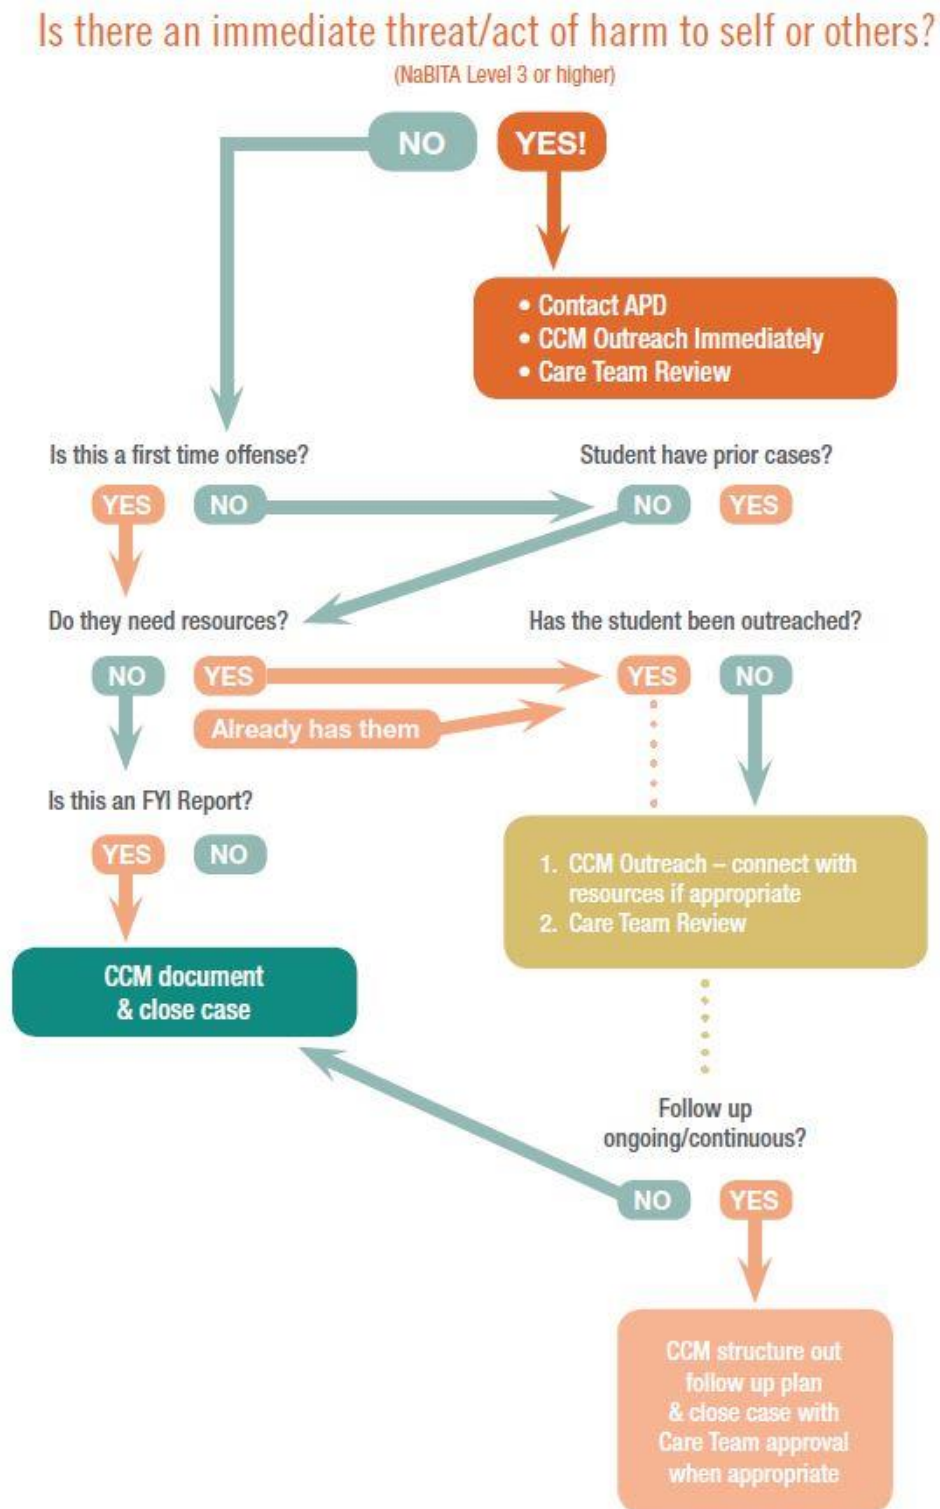 Is there an immediate threat/act of harm to self or others?
(NaBITA Level 3 or higher)
NO
YES!
• Contact APD
• CCM Outreach Immediately
• Care Team Review
Is this a first time offense?
YES
NO
Student have prior cases?
NO
YES
Do they need resources?
NO
YES
Already has them
Has the student been outreached?
YES
NO
Is this an FYI Report?
YES
NO
1. CCM Outreach – connect with
resources if appropriate
2. Care Team Review
CCM document
& close case
Follow up
ongoing/continuous?
NO
YES
CCM structure out
follow up plan
& close case with
Care Team approval
when appropriate